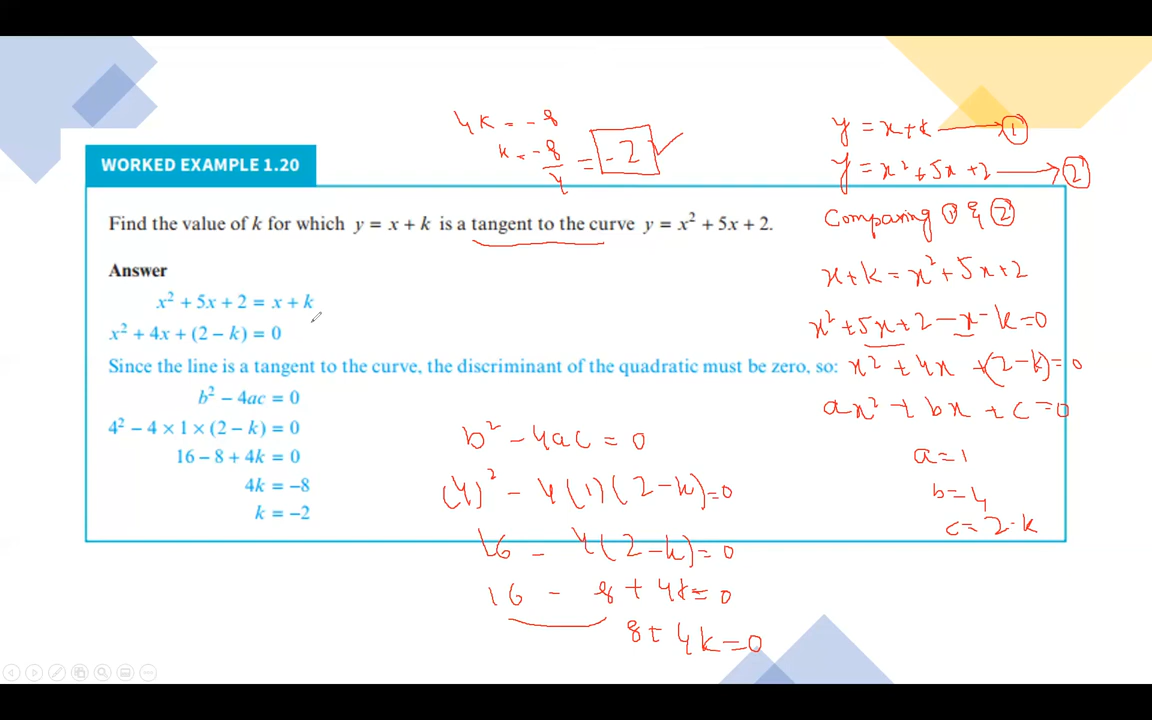 WORKED EXAMPLE 1.20
Find the value of k for which y = x + k is a tangent to the curve y = x² + 5x + 2.
Answer
x² + 5x + 2 = x + k
x² + 4x + (2 − k) = 0
Since the line is a tangent to the curve, the discriminant of the quadratic must be zero, so:
b² − 4ac = 0
4² − 4 × 1 × (2 − k) = 0
16 − 8 + 4k = 0
4k = −8
k = −2
y = x+k ⟶ ①
y = x² + 5x + 2 ⟶ ②
Comparing ① & ②
x+k = x² + 5x + 2
x² + 5x + 2 − x − k = 0
x² + 4x + (2−k) = 0
ax² + bx + c = 0
a = 1
b = 4
c = 2-k
b² − 4ac = 0
(4)² − 4(1)(2−k) = 0
16 − 4(2−k) = 0
16 − 8 + 4k = 0
8 + 4k = 0
4k = -8
k = -8/4 = -2 ✓